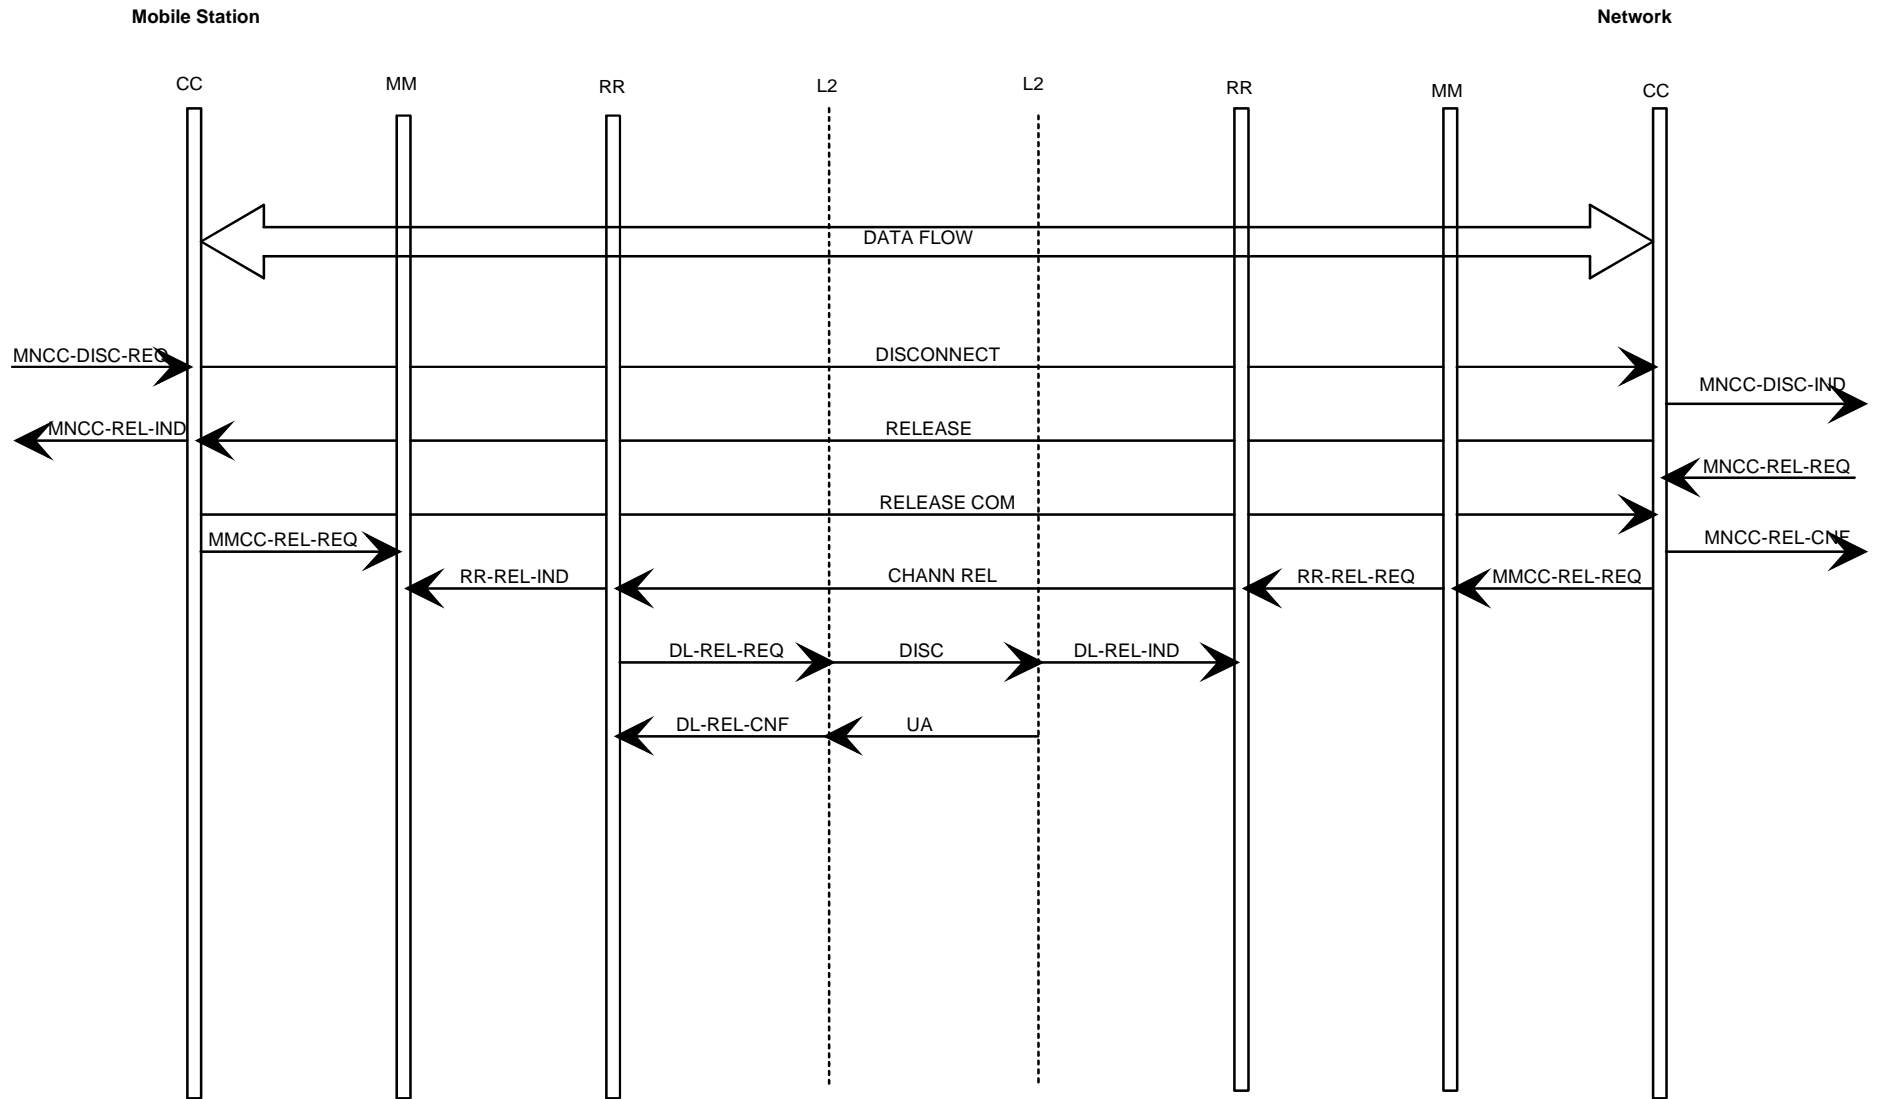 Mobile Station
Network
CC
MM
RR
L2
L2
RR
MM
CC
DATA FLOW
MNCC-DISC-REQ
DISCONNECT
MNCC-DISC-IND
MNCC-REL-IND
RELEASE
MNCC-REL-REQ
RELEASE COM
MMCC-REL-REQ
MNCC-REL-CNF
RR-REL-IND
CHANN REL
RR-REL-REQ
MMCC-REL-REQ
DL-REL-REQ
DISC
DL-REL-IND
DL-REL-CNF
UA